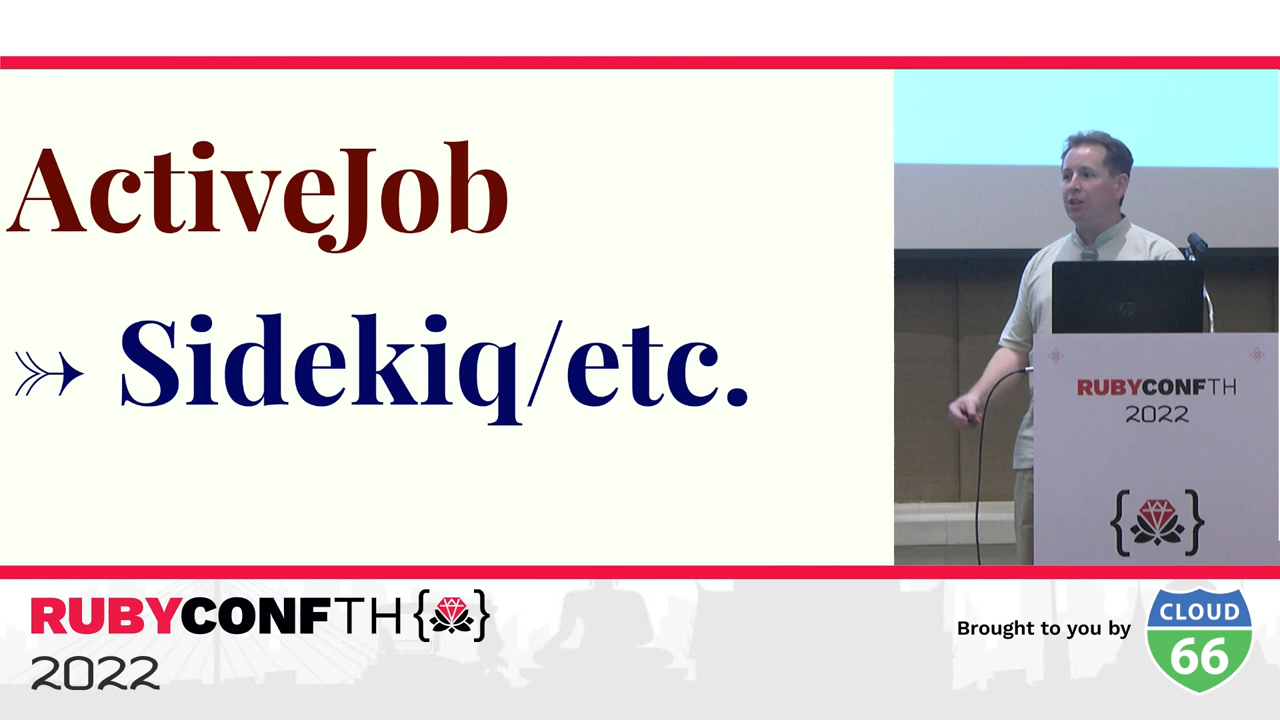 ActiveJob
➳ Sidekiq/etc.
RUBYCONFTH
2022
RUBYCONFTH
2022
Brought to you by
CLOUD
66